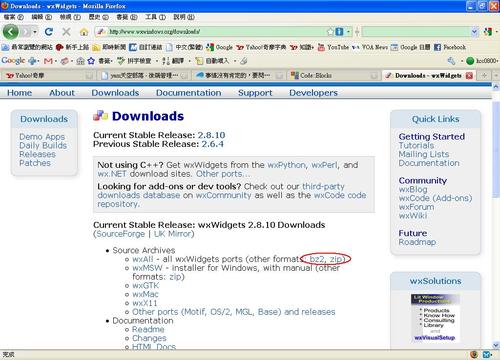 Downloads - wxWidgets - Mozilla Firefox
檔案(F) 編輯(E) 檢視(V) 歷史(S) 書籤(B) 工具(T) 說明(H)
http://www.wxwindows.org/downloads/
Google
最常瀏覽的網站 新手上路 自訂連結 中文(繁體) Google Yahoo!奇摩字典 YouTube VOA News Google 日曆 Facebook
Google 書籤 拼字檢查 翻譯 自動填入 hcc0800
Yahoo!奇摩 yam天空部落 Code::Blocks Downloads - wxWidgets
Home About Downloads Documentation Support Developers
Downloads
Demo Apps
Daily Builds
Releases
Patches
Downloads
Current Stable Release: 2.8.10
Previous Stable Release: 2.6.4
Not using C++? Get wxWidgets from the wxPython, wxPerl, and
wx.NET download sites. Other ports...
Looking for add-ons or dev tools? Check out our third-party
downloads database on wxCommunity as well as the wxCode code
repository.
Current Stable Release: wxWidgets 2.8.10 Downloads
(SourceForge | UK Mirror)
Source Archives
wxAll - all wxWidgets ports (other formats: bz2, zip)
wxMSW - installer for Windows, with manual (other
formats: zip)
wxGTK
wxMac
wxX11
Other ports (Motif, OS/2, MGL, Base) and releases
Documentation
Readme
Changes
HTML Docs
Quick Links
Getting Started
Tutorials
Mailing Lists
Documentation
Community
wxBlog
wxCode (Add-ons)
wxForum
wxWiki
Future
Roadmap
wxSolutions
Lit Window
Productions
Products
Know How
Consulting
Library
and
wxVisualSetup
完成